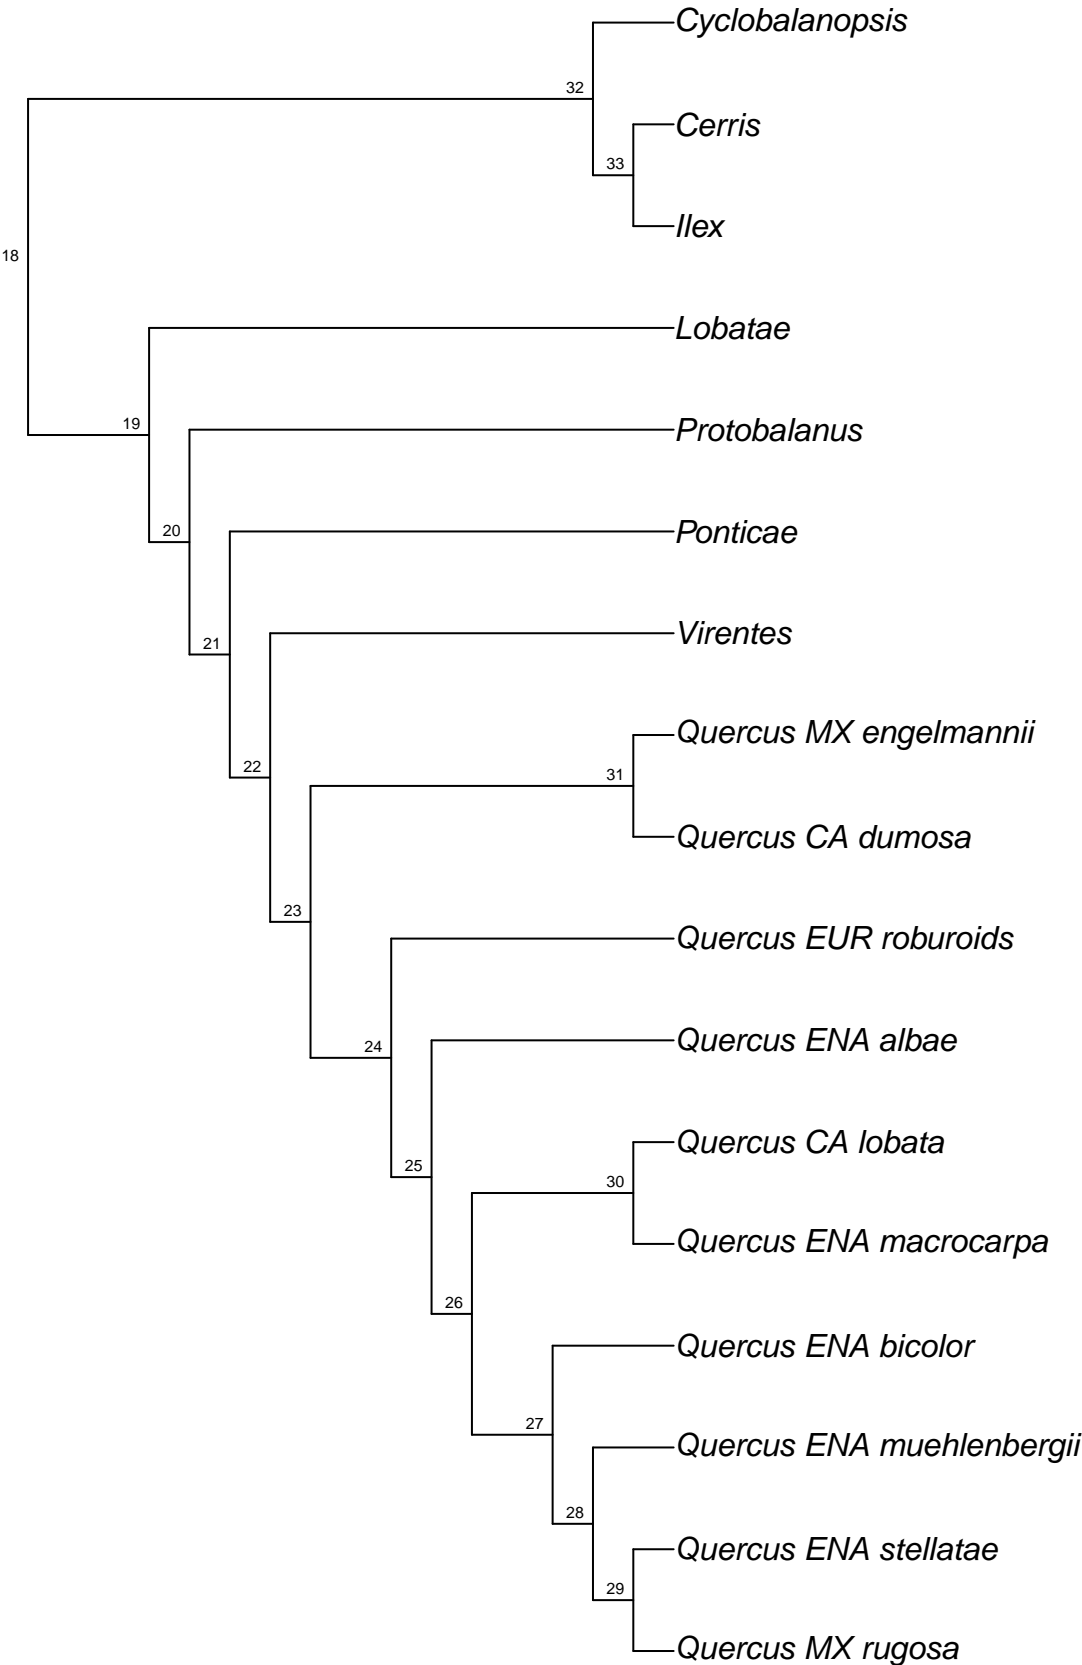 Cyclobalanopsis
32
Cerris
33
Ilex
18
Lobatae
19
Protobalanus
20
Ponticae
21
Virentes
Quercus MX engelmannii
22
31
Quercus CA dumosa
23
Quercus EUR roburoids
24
Quercus ENA albae
Quercus CA lobata
25
30
Quercus ENA macrocarpa
26
Quercus ENA bicolor
27
Quercus ENA muehlenbergii
28
Quercus ENA stellatae
29
Quercus MX rugosa